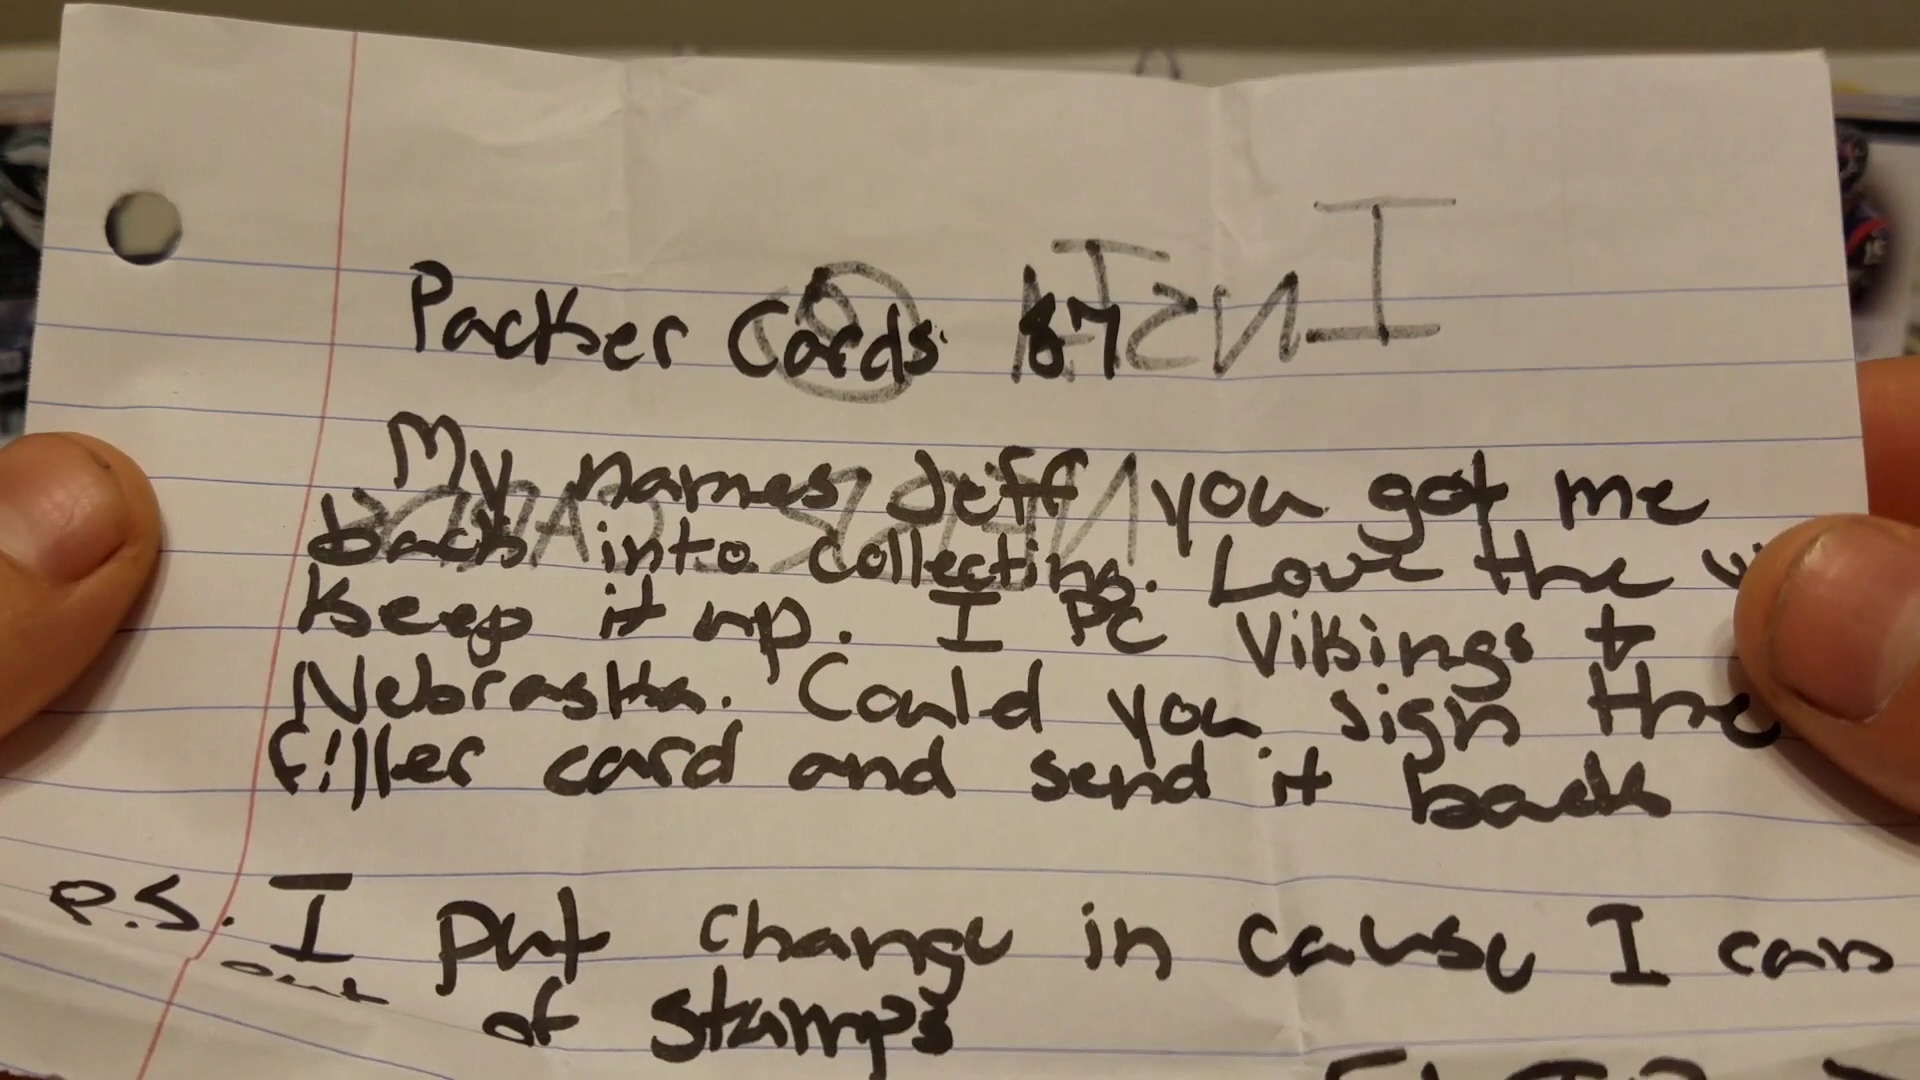 Packer Cards 87
My names Jeff you got me
back into collecting. Love the
Keep it up. I PC Vikings +
Nebraska. Could you sign the
filler card and send it back
P.S. I put change in cause I ran
out of stamps